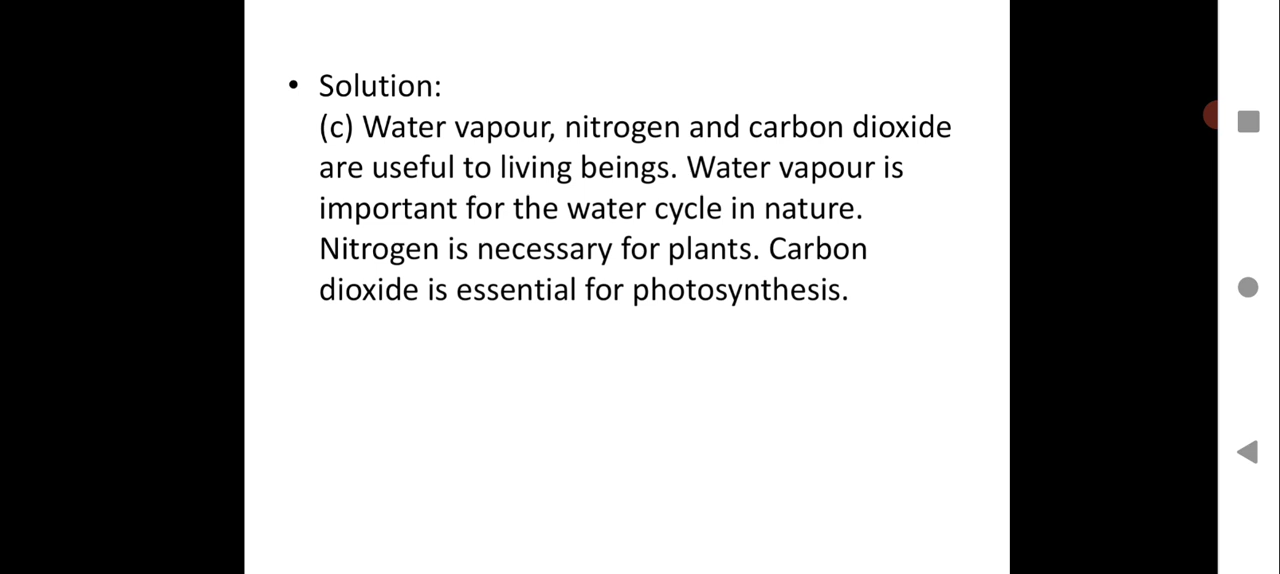 • Solution:
(c) Water vapour, nitrogen and carbon dioxide
are useful to living beings. Water vapour is
important for the water cycle in nature.
Nitrogen is necessary for plants. Carbon
dioxide is essential for photosynthesis.